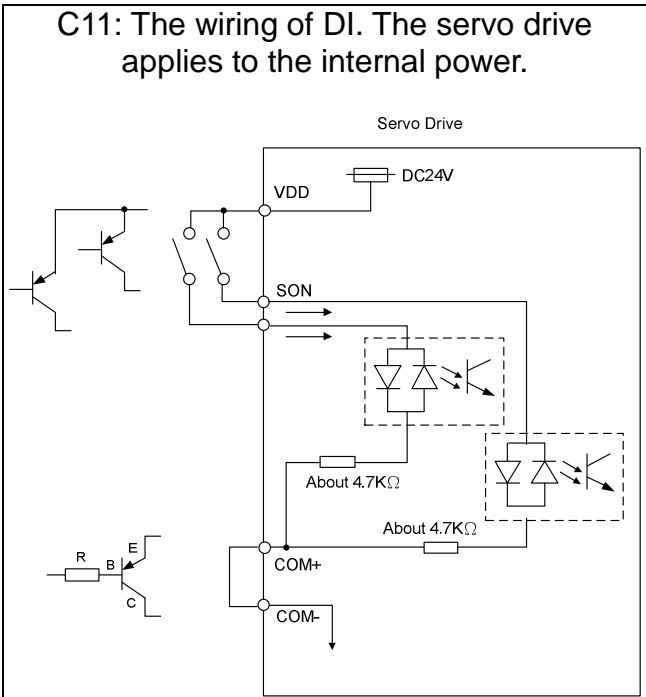 C11: The wiring of DI. The servo drive
applies to the internal power.
Servo Drive
DC24V
VDD
SON
About 4.7KΩ
About 4.7KΩ
R
B
E
C
COM+
COM-